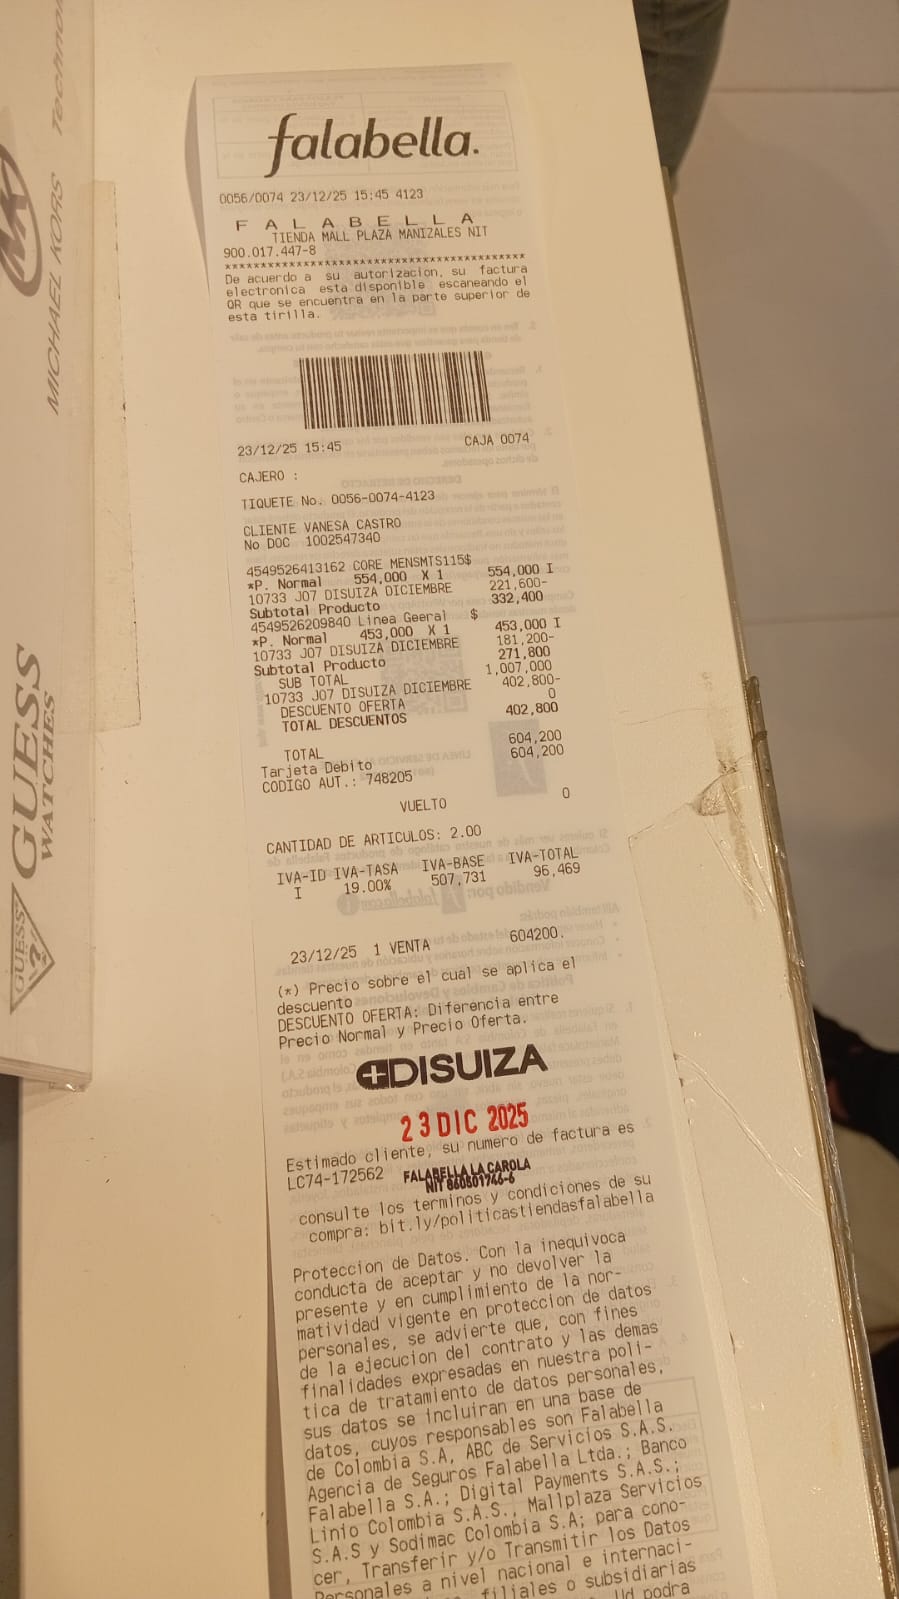 falabella.
0056/0074 23/12/25 15:45 4123
F A L A B E L L A
TIENDA MALL PLAZA MANIZALES NIT
900.017.447-8
******************************************
De acuerdo a su autorizacion, su factura
electronica esta disponible escaneando el
QR que se encuentra en la parte superior de
esta tirilla.
23/12/25 15:45 CAJA 0074
CAJERO :
TIQUETE No. 0056-0074-4123
CLIENTE VANESA CASTRO
No DOC 1002547340
4549526413162 CORE MENSMTS115$
*P. Normal 554,000 X 1 554,000 I
10733 J07 DISUIZA DICIEMBRE 221,600-
Subtotal Producto 332,400
4549526209840 Linea Geeral $
*P. Normal 453,000 X 1 453,000 I
10733 J07 DISUIZA DICIEMBRE 181,200-
Subtotal Producto 271,800
SUB TOTAL 1,007,000
10733 J07 DISUIZA DICIEMBRE 402,800-
DESCUENTO OFERTA 0
TOTAL DESCUENTOS 402,800
TOTAL 604,200
Tarjeta Debito 604,200
CODIGO AUT.: 748205
VUELTO 0
CANTIDAD DE ARTICULOS: 2.00
IVA-ID IVA-TASA IVA-BASE IVA-TOTAL
I 19.00% 507,731 96,469
23/12/25 1 VENTA 604200.
(*) Precio sobre el cual se aplica el
descuento
DESCUENTO OFERTA: Diferencia entre
Precio Normal y Precio Oferta.
DISUIZA
23 DIC 2025
Estimado cliente, su numero de factura es
LC74-172562
FALABELLA LA CAROLA
NIT 860501746-6
consulte los terminos y condiciones de su
compra: bit.ly/politicastiendasfalabella
Proteccion de Datos. Con la inequivoca
conducta de aceptar y no devolver la
presente y en cumplimiento de la nor-
matividad vigente en proteccion de datos
personales, se advierte que, con fines
de la ejecucion del contrato y las demas
finalidades expresadas en nuestra poli-
tica de tratamiento de datos personales,
sus datos se incluiran en una base de
datos, cuyos responsables son Falabella
de Colombia S.A, ABC de Servicios S.A.S.
Agencia de Seguros Falabella Ltda.; Banco
Falabella S.A.; Digital Payments S.A.S.;
Linio Colombia S.A.S., Mallplaza Servicios
S.A.S y Sodimac Colombia S.A; para cono-
cer, Transferir y/o Transmitir los Datos
Personales a nivel nacional e internaci-
filiales o subsidiarias
Ud podra
MK
MICHAEL KORS
GUESS
WATCHES
GUESS
?